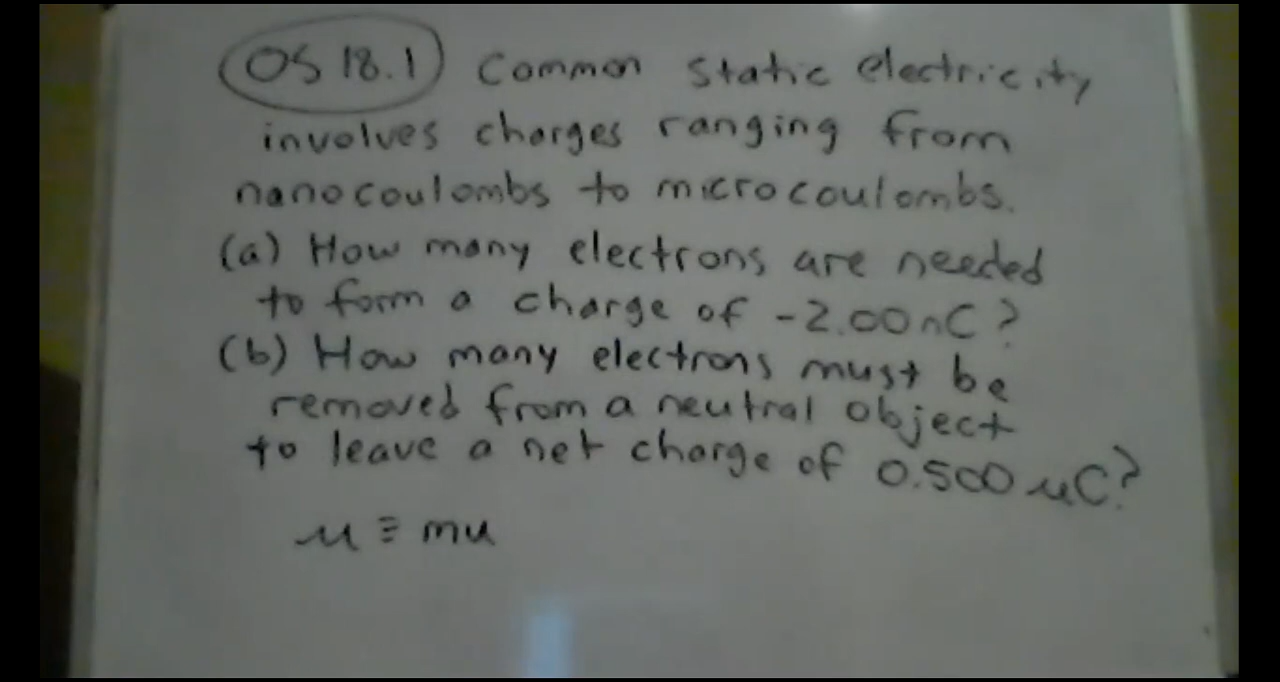 OS 18.1 Common static electricity
involves charges ranging from
nanocoulombs to microcoulombs.
(a) How many electrons are needed
to form a charge of -2.00 nC?
(b) How many electrons must be
removed from a neutral object
to leave a net charge of 0.500 μC?
μ ≡ mu